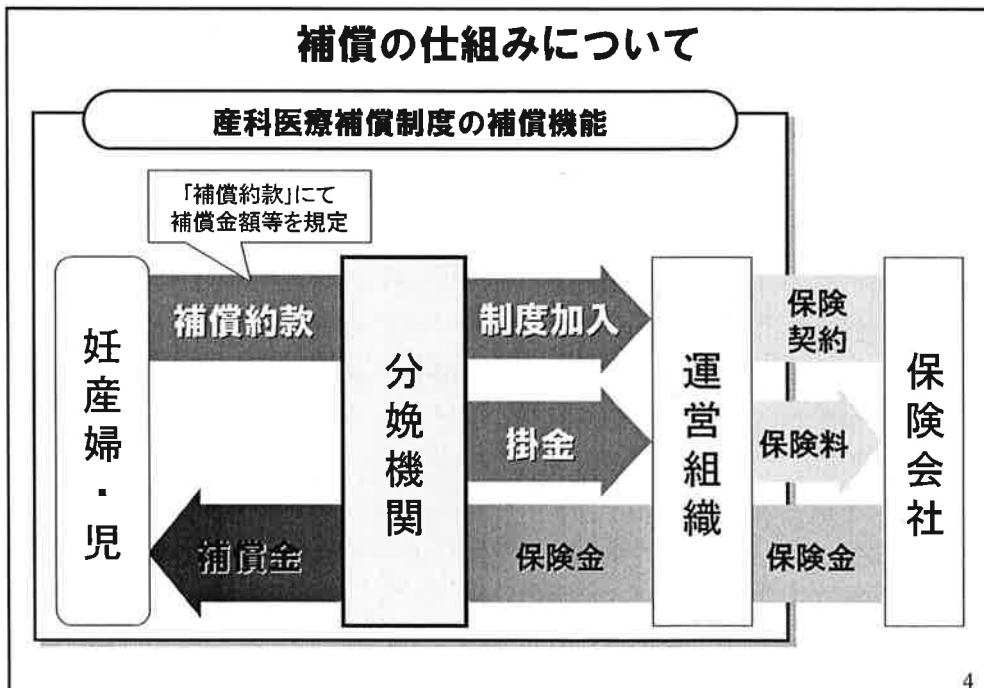 補償の仕組みについて
産科医療補償制度の補償機能
「補償約款」にて
補償金額等を規定
妊産婦・児
補償約款
分娩機関
制度加入
運営組織
保険
契約
保険会社
掛金
保険料
補償金
保険金
保険金
4